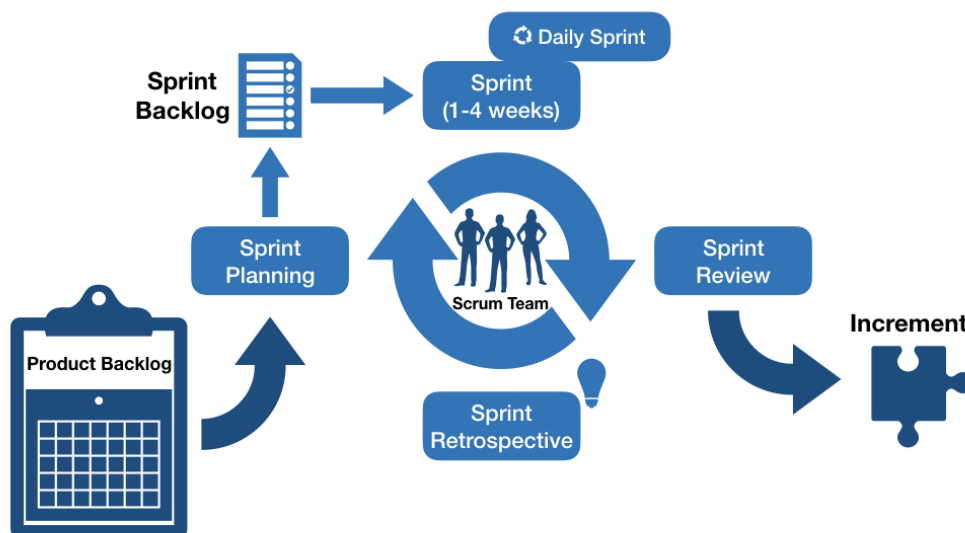 Daily Sprint
Sprint
Backlog
Sprint
(1-4 weeks)
Sprint
Planning
Scrum Team
Sprint
Review
Increment
Product Backlog
Sprint
Retrospective